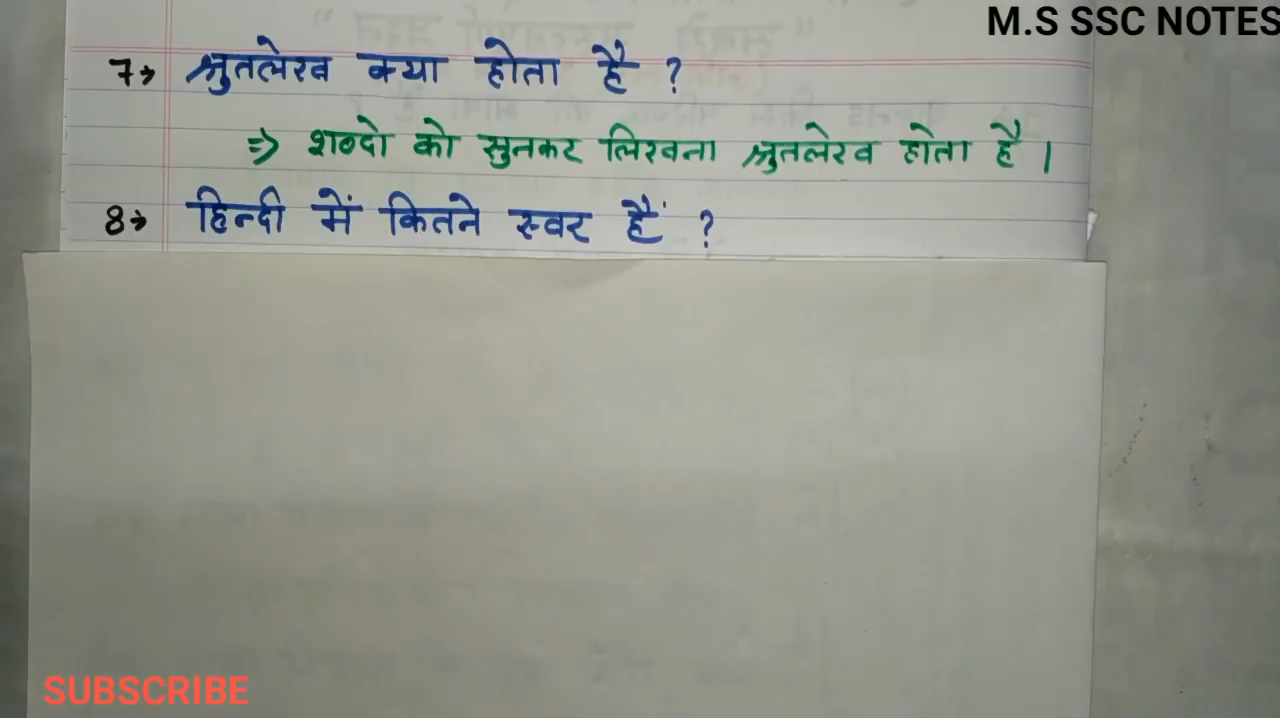 M.S SSC NOTES
7→ श्रुतलेख क्या होता है ?
⇒ शब्दो को सुनकर लिखना श्रुतलेख होता है ।
8→ हिन्दी में कितने स्वर हैं ?
SUBSCRIBE